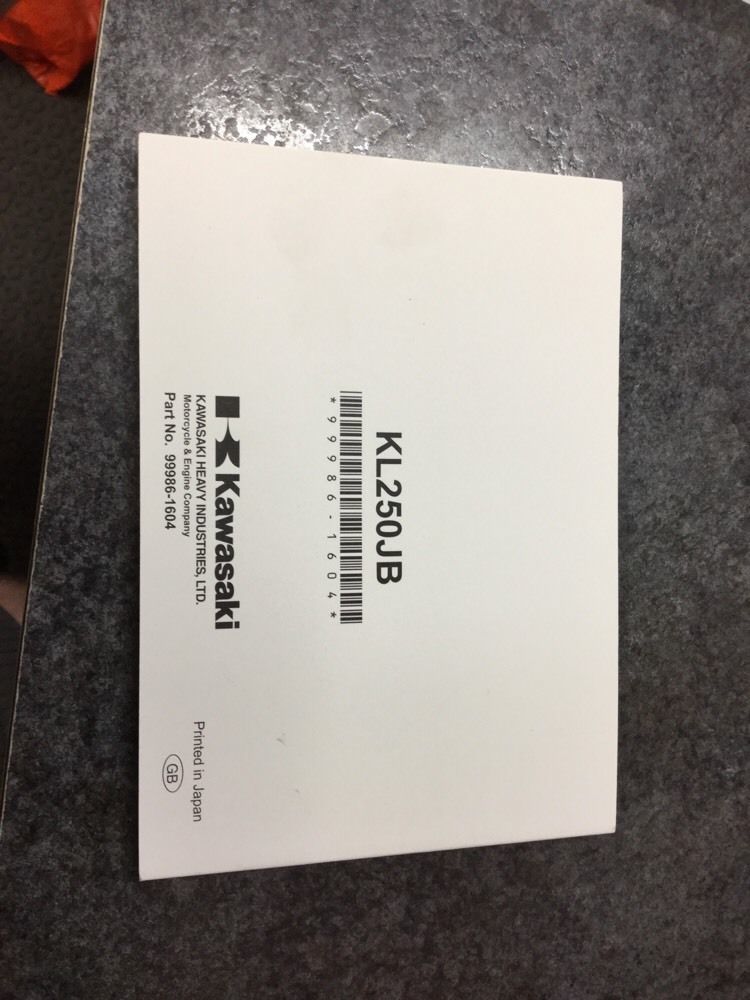 KL250JB
*99986-1604*
Kawasaki
KAWASAKI HEAVY INDUSTRIES, LTD.
Motorcycle & Engine Company
Part No. 99986-1604
Printed in Japan
GB